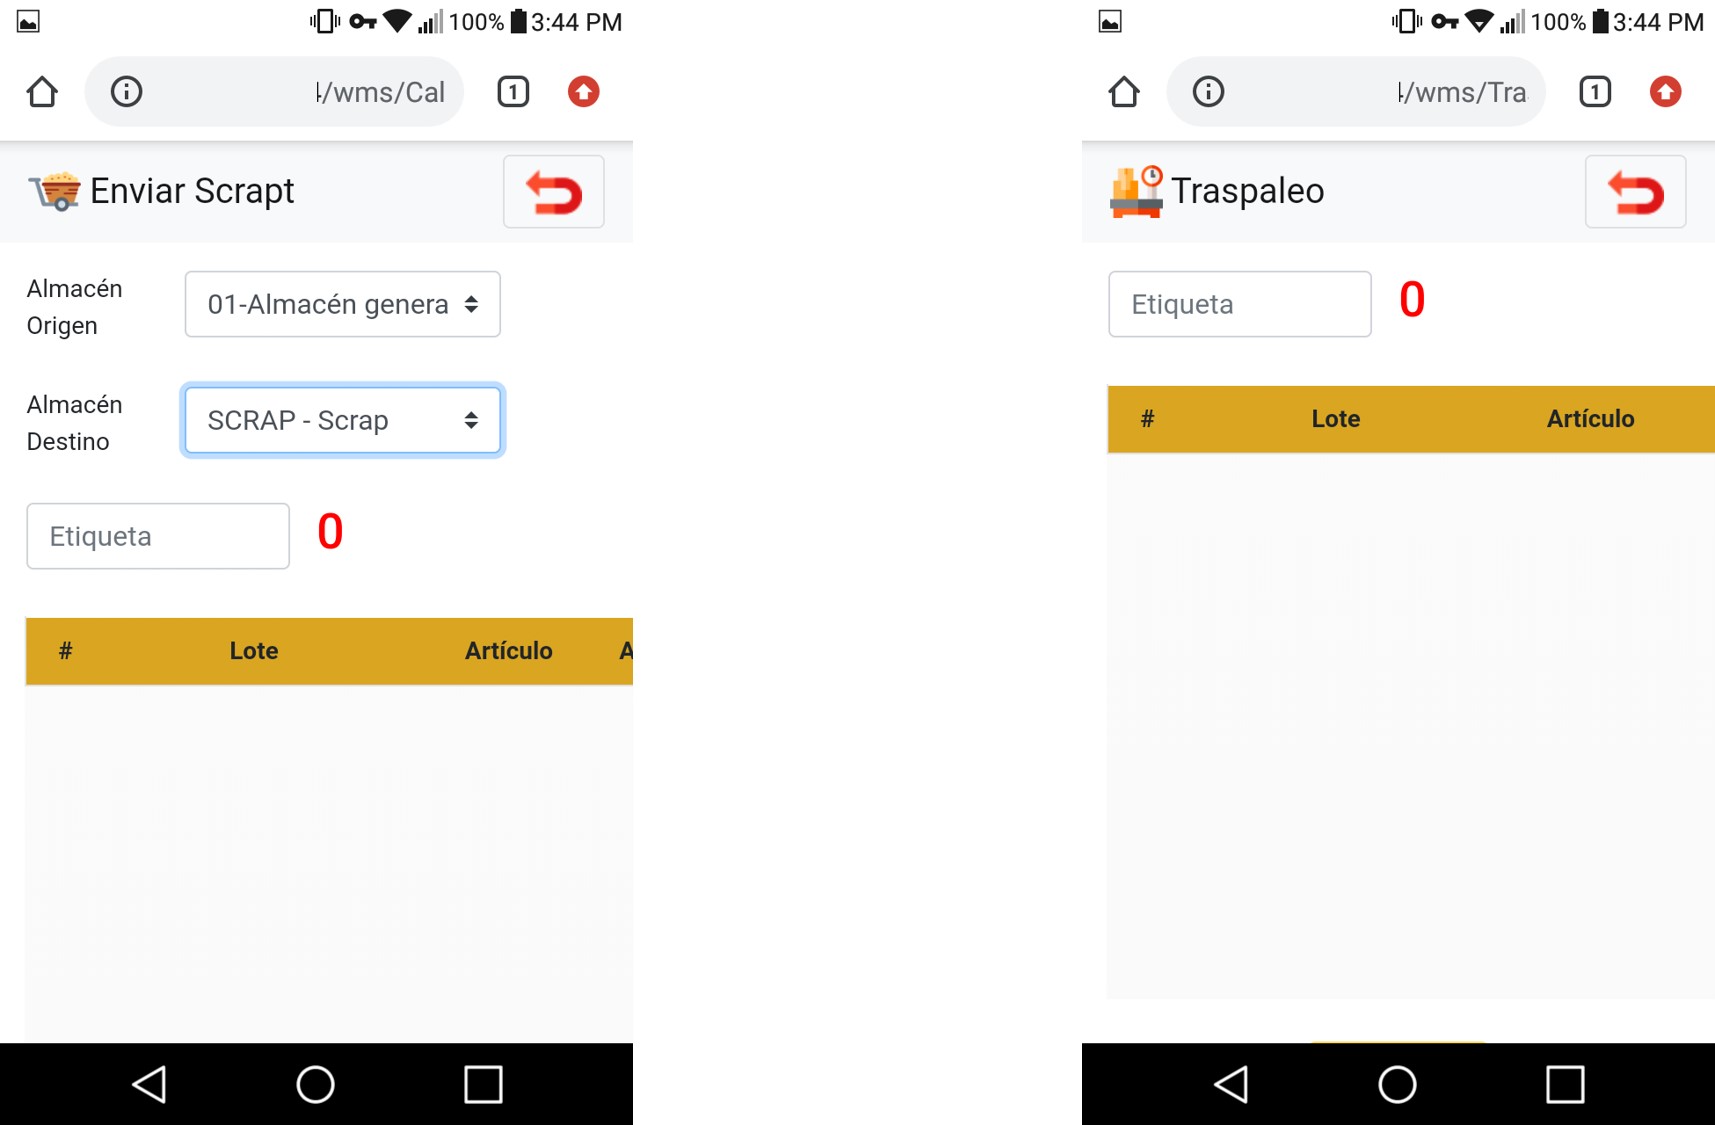 100% 3:44 PM
/wms/Cal
1
Enviar Scrapt
Almacén
Origen
01-Almacén genera
Almacén
Destino
SCRAP - Scrap
Etiqueta
0
# Lote Artículo A
100% 3:44 PM
/wms/Tra
1
Traspaleo
Etiqueta
0
# Lote Artículo